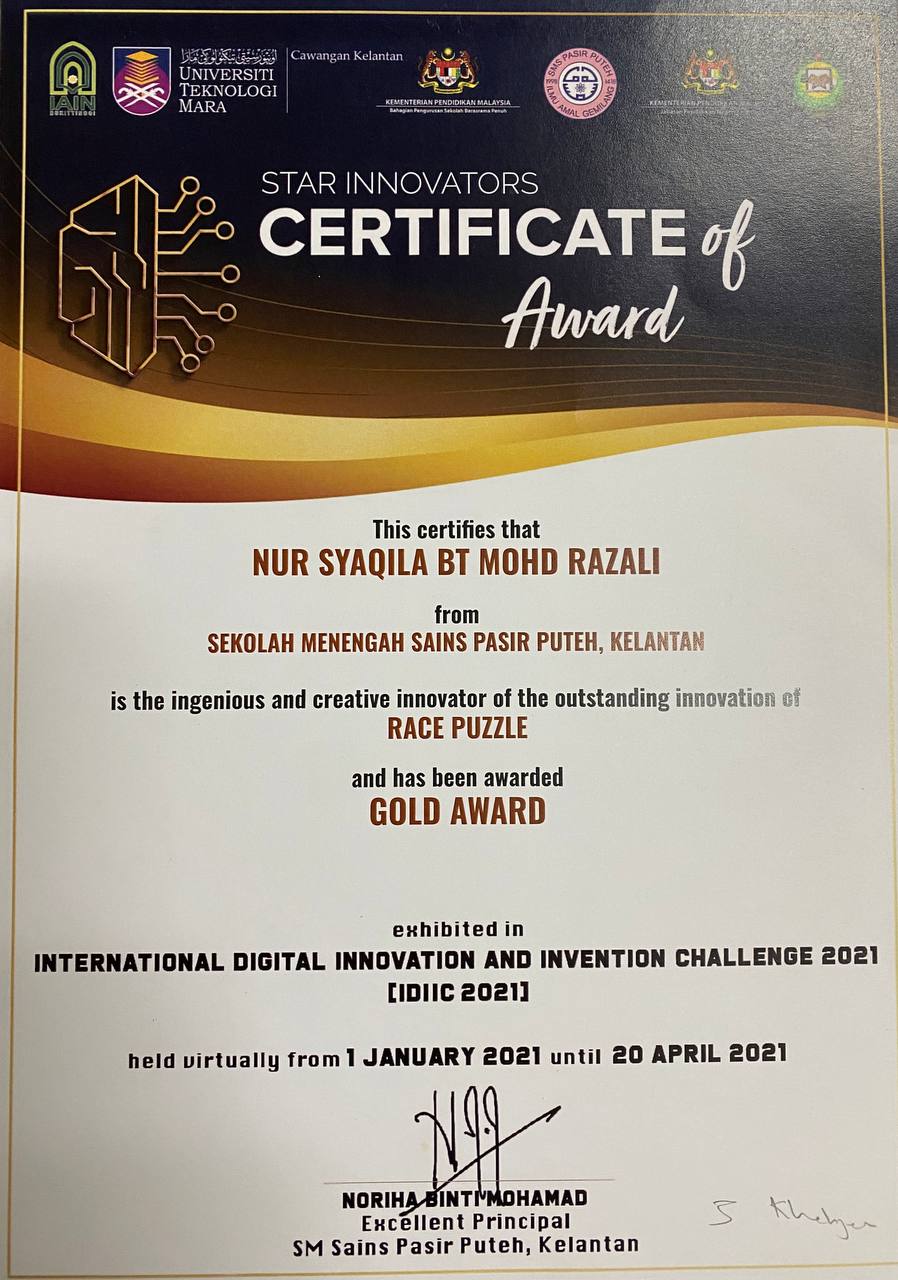 IAIN
BUKITTINGGI
UNIVERSITI
TEKNOLOGI
MARA
Cawangan Kelantan
KEMENTERIAN PENDIDIKAN MALAYSIA
Bahagian Pengurusan Sekolah Berasrama Penuh
SMS PASIR PUTEH
ILMU AMAL GEMILANG
KEMENTERIAN PENDIDIKAN MALAYSIA
STAR INNOVATORS
CERTIFICATE of
Award
This certifies that
NUR SYAQILA BT MOHD RAZALI
from
SEKOLAH MENENGAH SAINS PASIR PUTEH, KELANTAN
is the ingenious and creative innovator of the outstanding innovation of
RACE PUZZLE
and has been awarded
GOLD AWARD
exhibited in
INTERNATIONAL DIGITAL INNOVATION AND INVENTION CHALLENGE 2021
[IDIIC 2021]
held virtually from 1 JANUARY 2021 until 20 APRIL 2021
NORIHA BINTI MOHAMAD
Excellent Principal
SM Sains Pasir Puteh, Kelantan